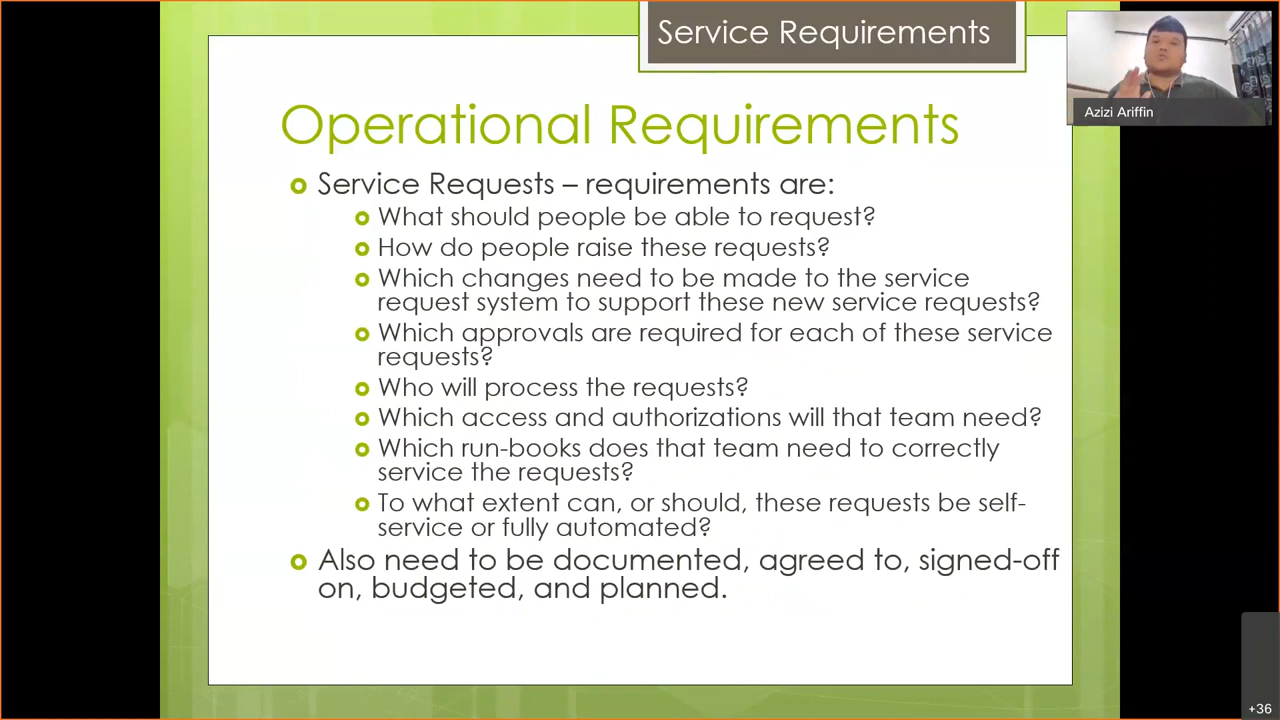 Service Requirements
Azizi Ariffin
Operational Requirements
Service Requests – requirements are:
What should people be able to request?
How do people raise these requests?
Which changes need to be made to the service
request system to support these new service requests?
Which approvals are required for each of these service
requests?
Who will process the requests?
Which access and authorizations will that team need?
Which run-books does that team need to correctly
service the requests?
To what extent can, or should, these requests be self-
service or fully automated?
Also need to be documented, agreed to, signed-off
on, budgeted, and planned.
+36